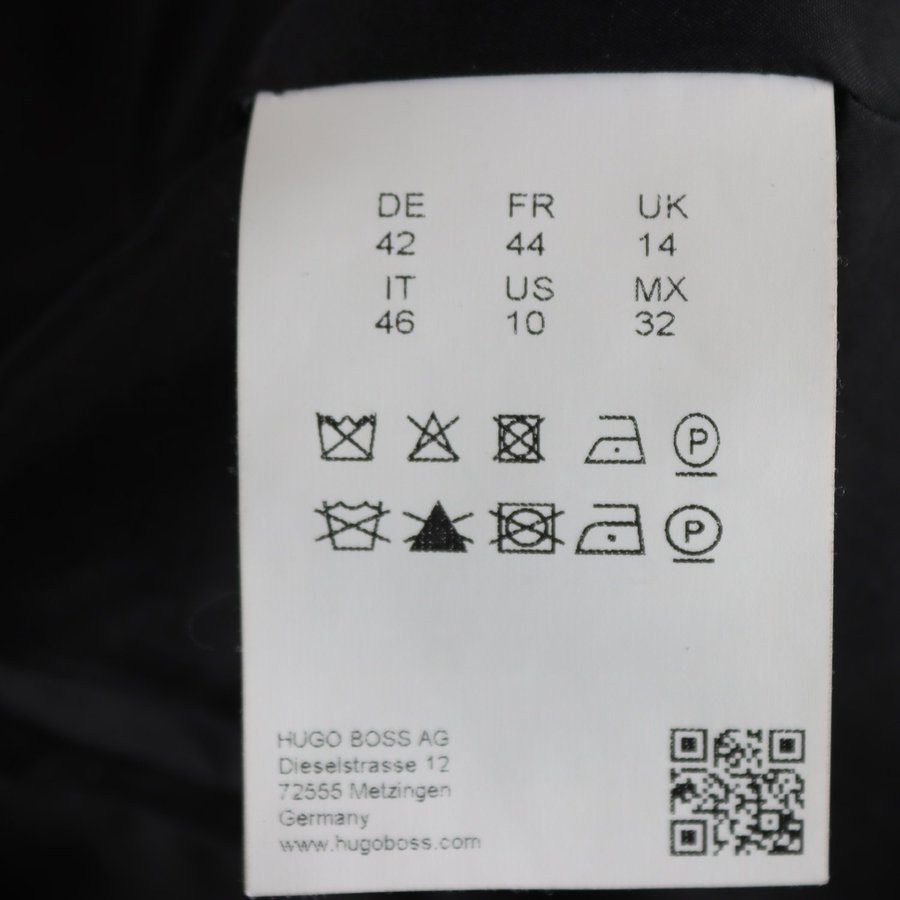 DE FR UK
42 44 14
IT US MX
46 10 32
P
P
HUGO BOSS AG
Dieselstrasse 12
72555 Metzingen
Germany
www.hugoboss.com